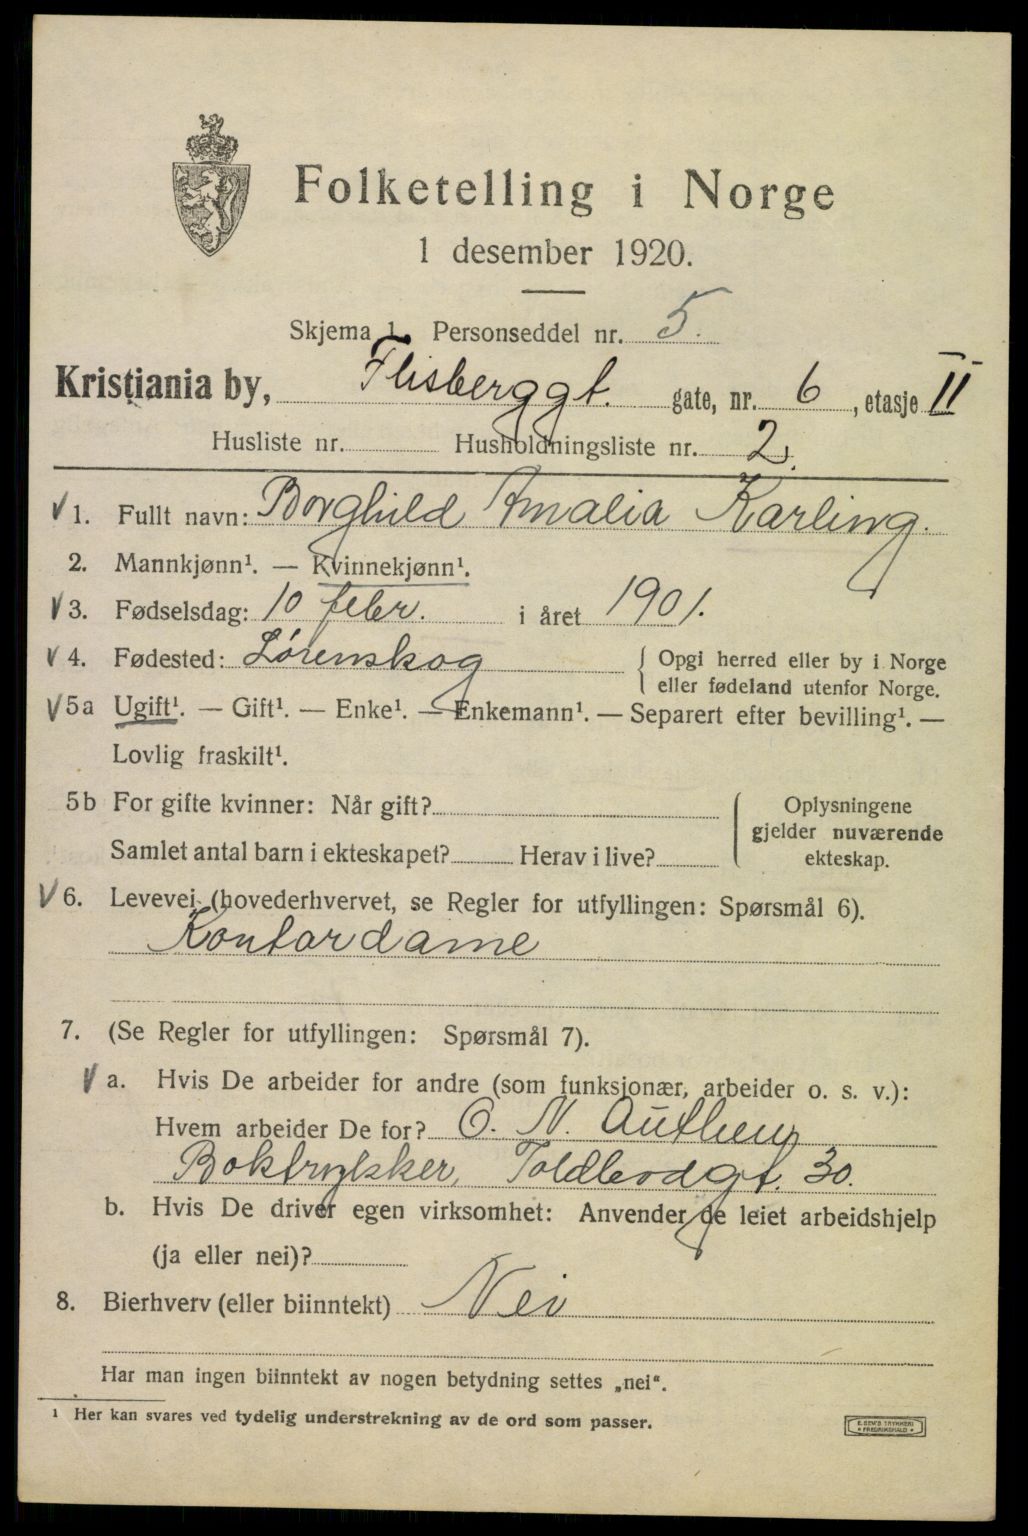 Folketelling i Norge
1 desember 1920.
Skjema 1. Personseddel nr. 5.
Kristiania by, Flisberggt. gate, nr. 6, etasje II
Husliste nr. Husholdningsliste nr. 2.
1. Fullt navn: Borghild Amalia Karling.
2. Mannkjønn¹. — Kvinnekjønn¹.
3. Fødselsdag: 10 febr. i året 1901.
4. Fødested: Lørenskog { Opgi herred eller by i Norge
eller fødeland utenfor Norge.
5a Ugift¹. — Gift¹. — Enke¹. — Enkemann¹. — Separert efter bevilling¹. —
Lovlig fraskilt¹.
5b For gifte kvinner: Når gift?
Samlet antal barn i ekteskapet? Herav i live?
Oplysningene
gjelder nuværende
ekteskap.
6. Levevei (hovederhvervet, se Regler for utfyllingen: Spørsmål 6).
Kontordame
7. (Se Regler for utfyllingen: Spørsmål 7).
a. Hvis De arbeider for andre (som funksjonær, arbeider o. s. v.):
Hvem arbeider De for? O. N. Authen
Boktrykker, Toldbodgt. 30.
b. Hvis De driver egen virksomhet: Anvender de leiet arbeidshjelp
(ja eller nei)?
8. Bierhverv (eller biinntekt) Nei
Har man ingen biinntekt av nogen betydning settes „nei“.
¹ Her kan svares ved tydelig understrekning av de ord som passer.
E. SEM'S TRYKKERI
FREDRIKSHALD